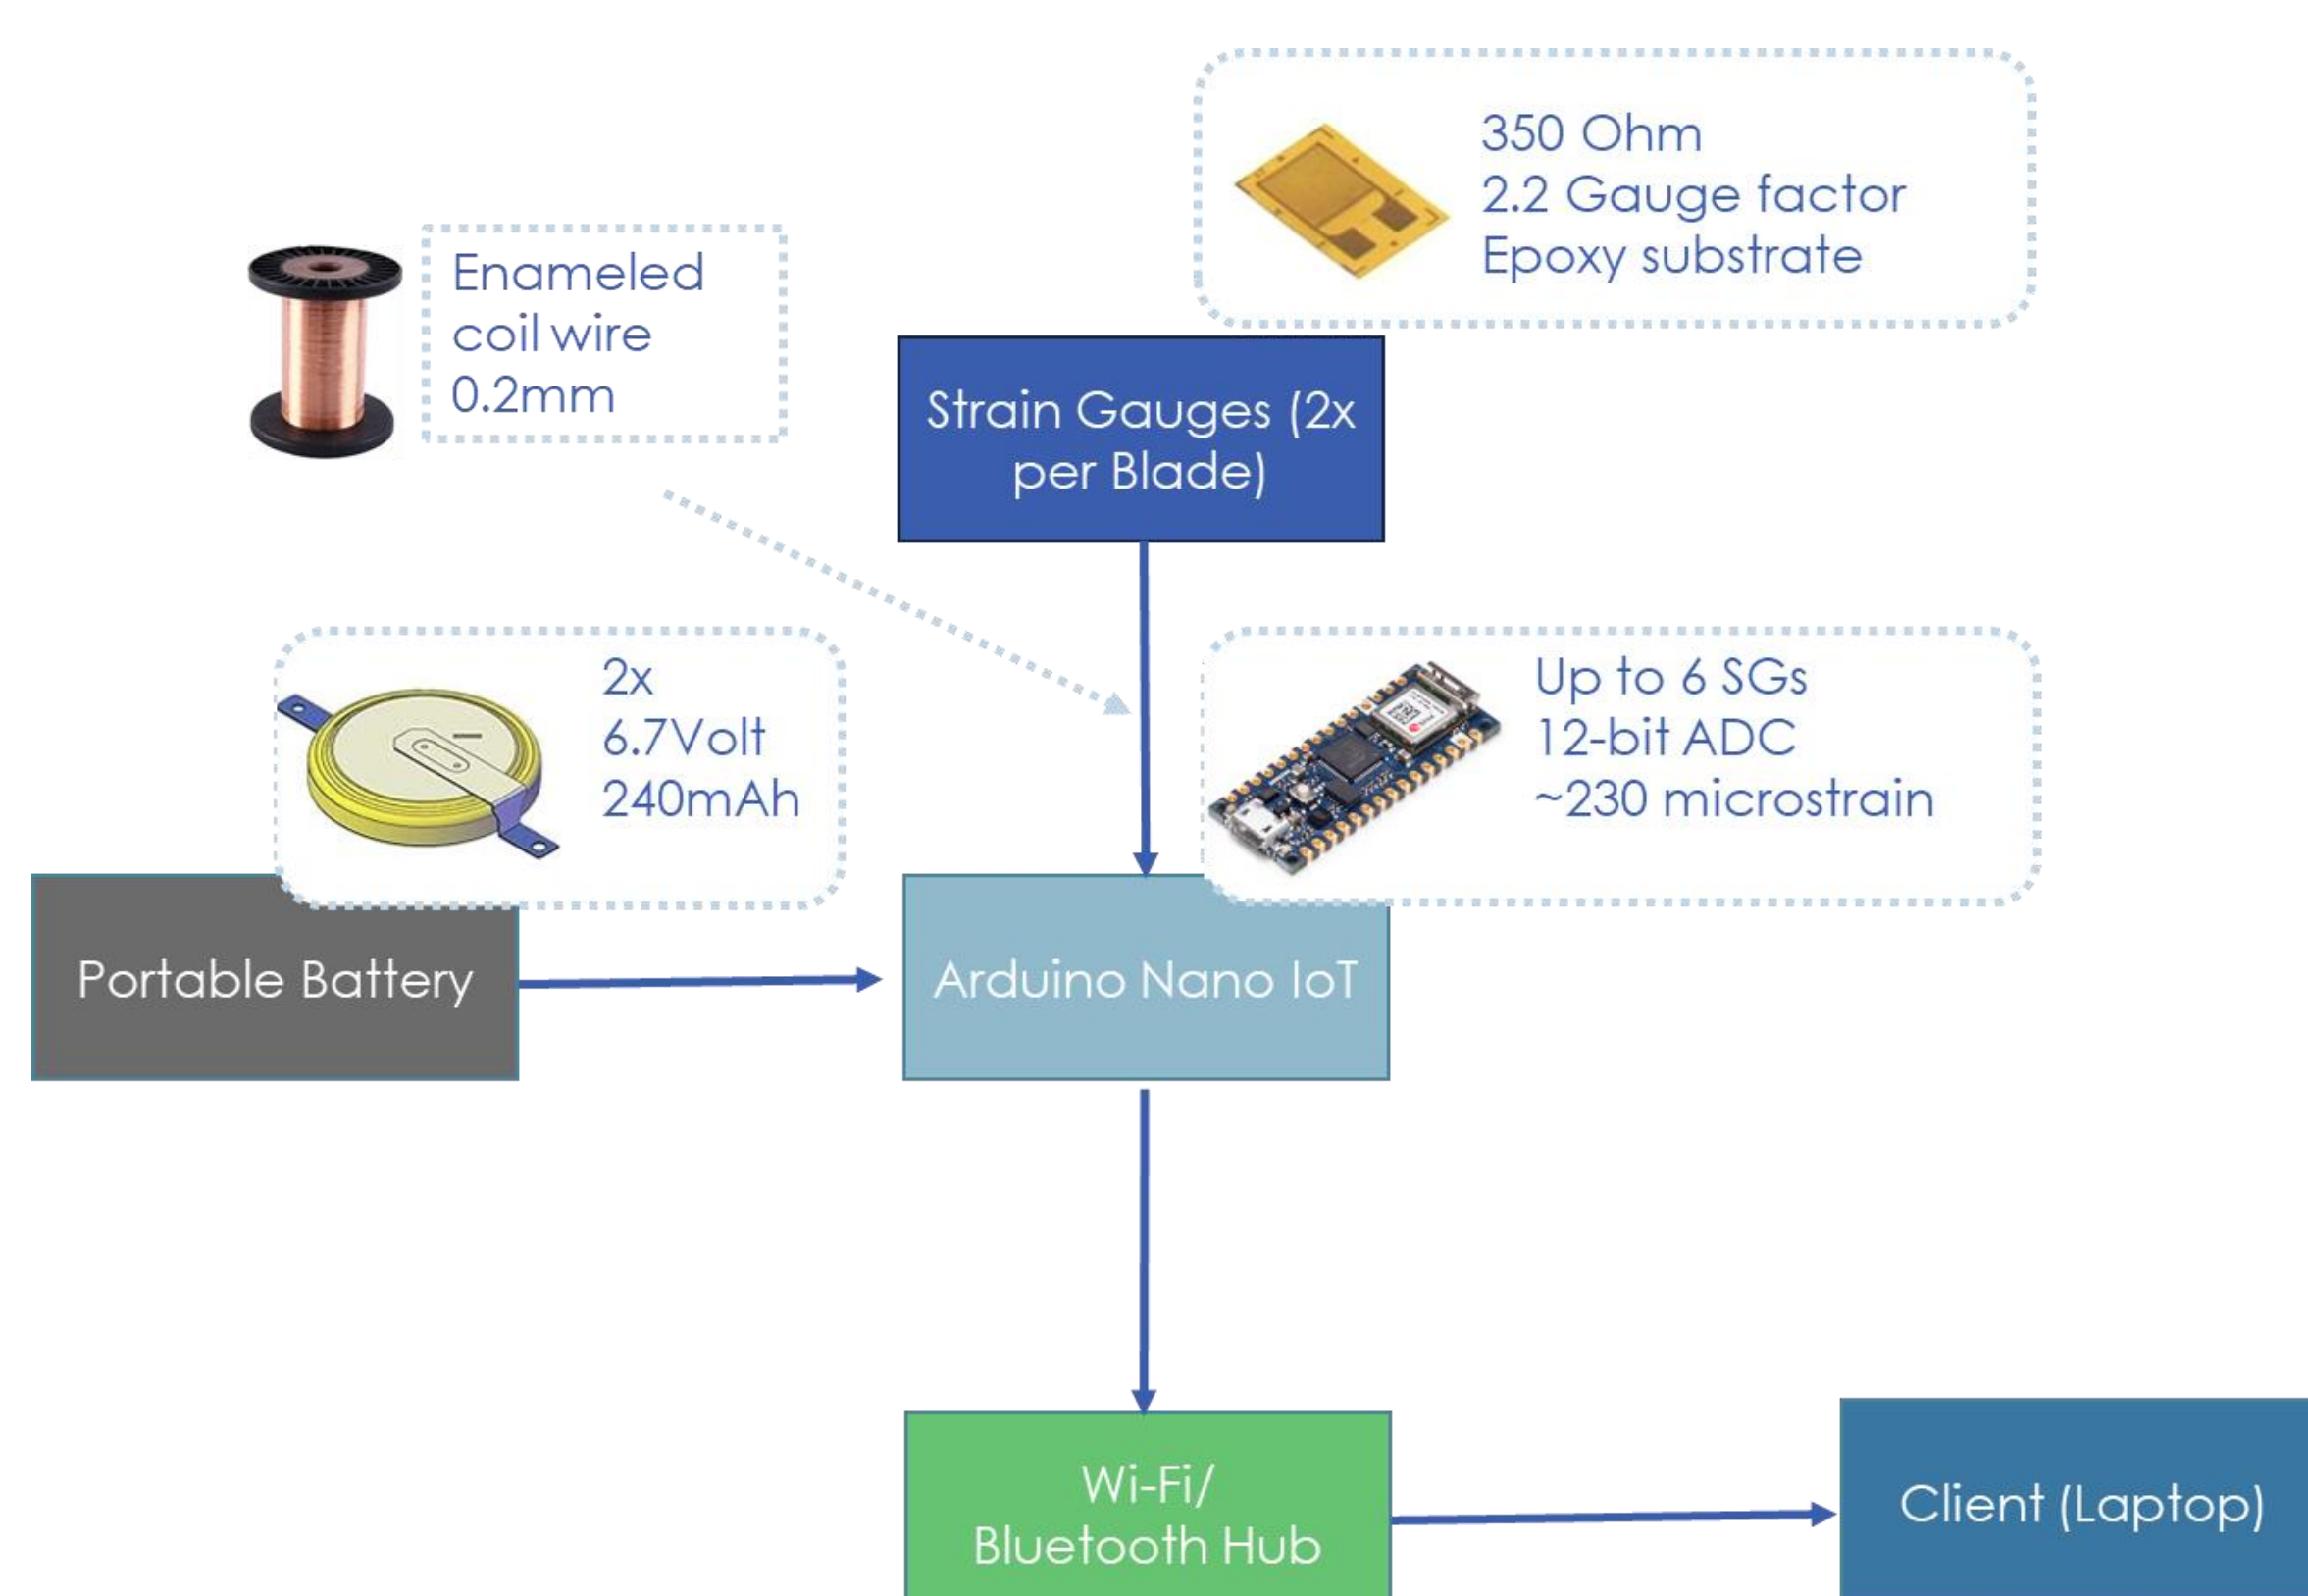 350 Ohm
2.2 Gauge factor
Epoxy substrate
Enameled
coil wire
0.2mm
Strain Gauges (2x
per Blade)
2x
6.7Volt
240mAh
Up to 6 SGs
12-bit ADC
~230 microstrain
Portable Battery
Arduino Nano IoT
Wi-Fi/
Bluetooth Hub
Client (Laptop)